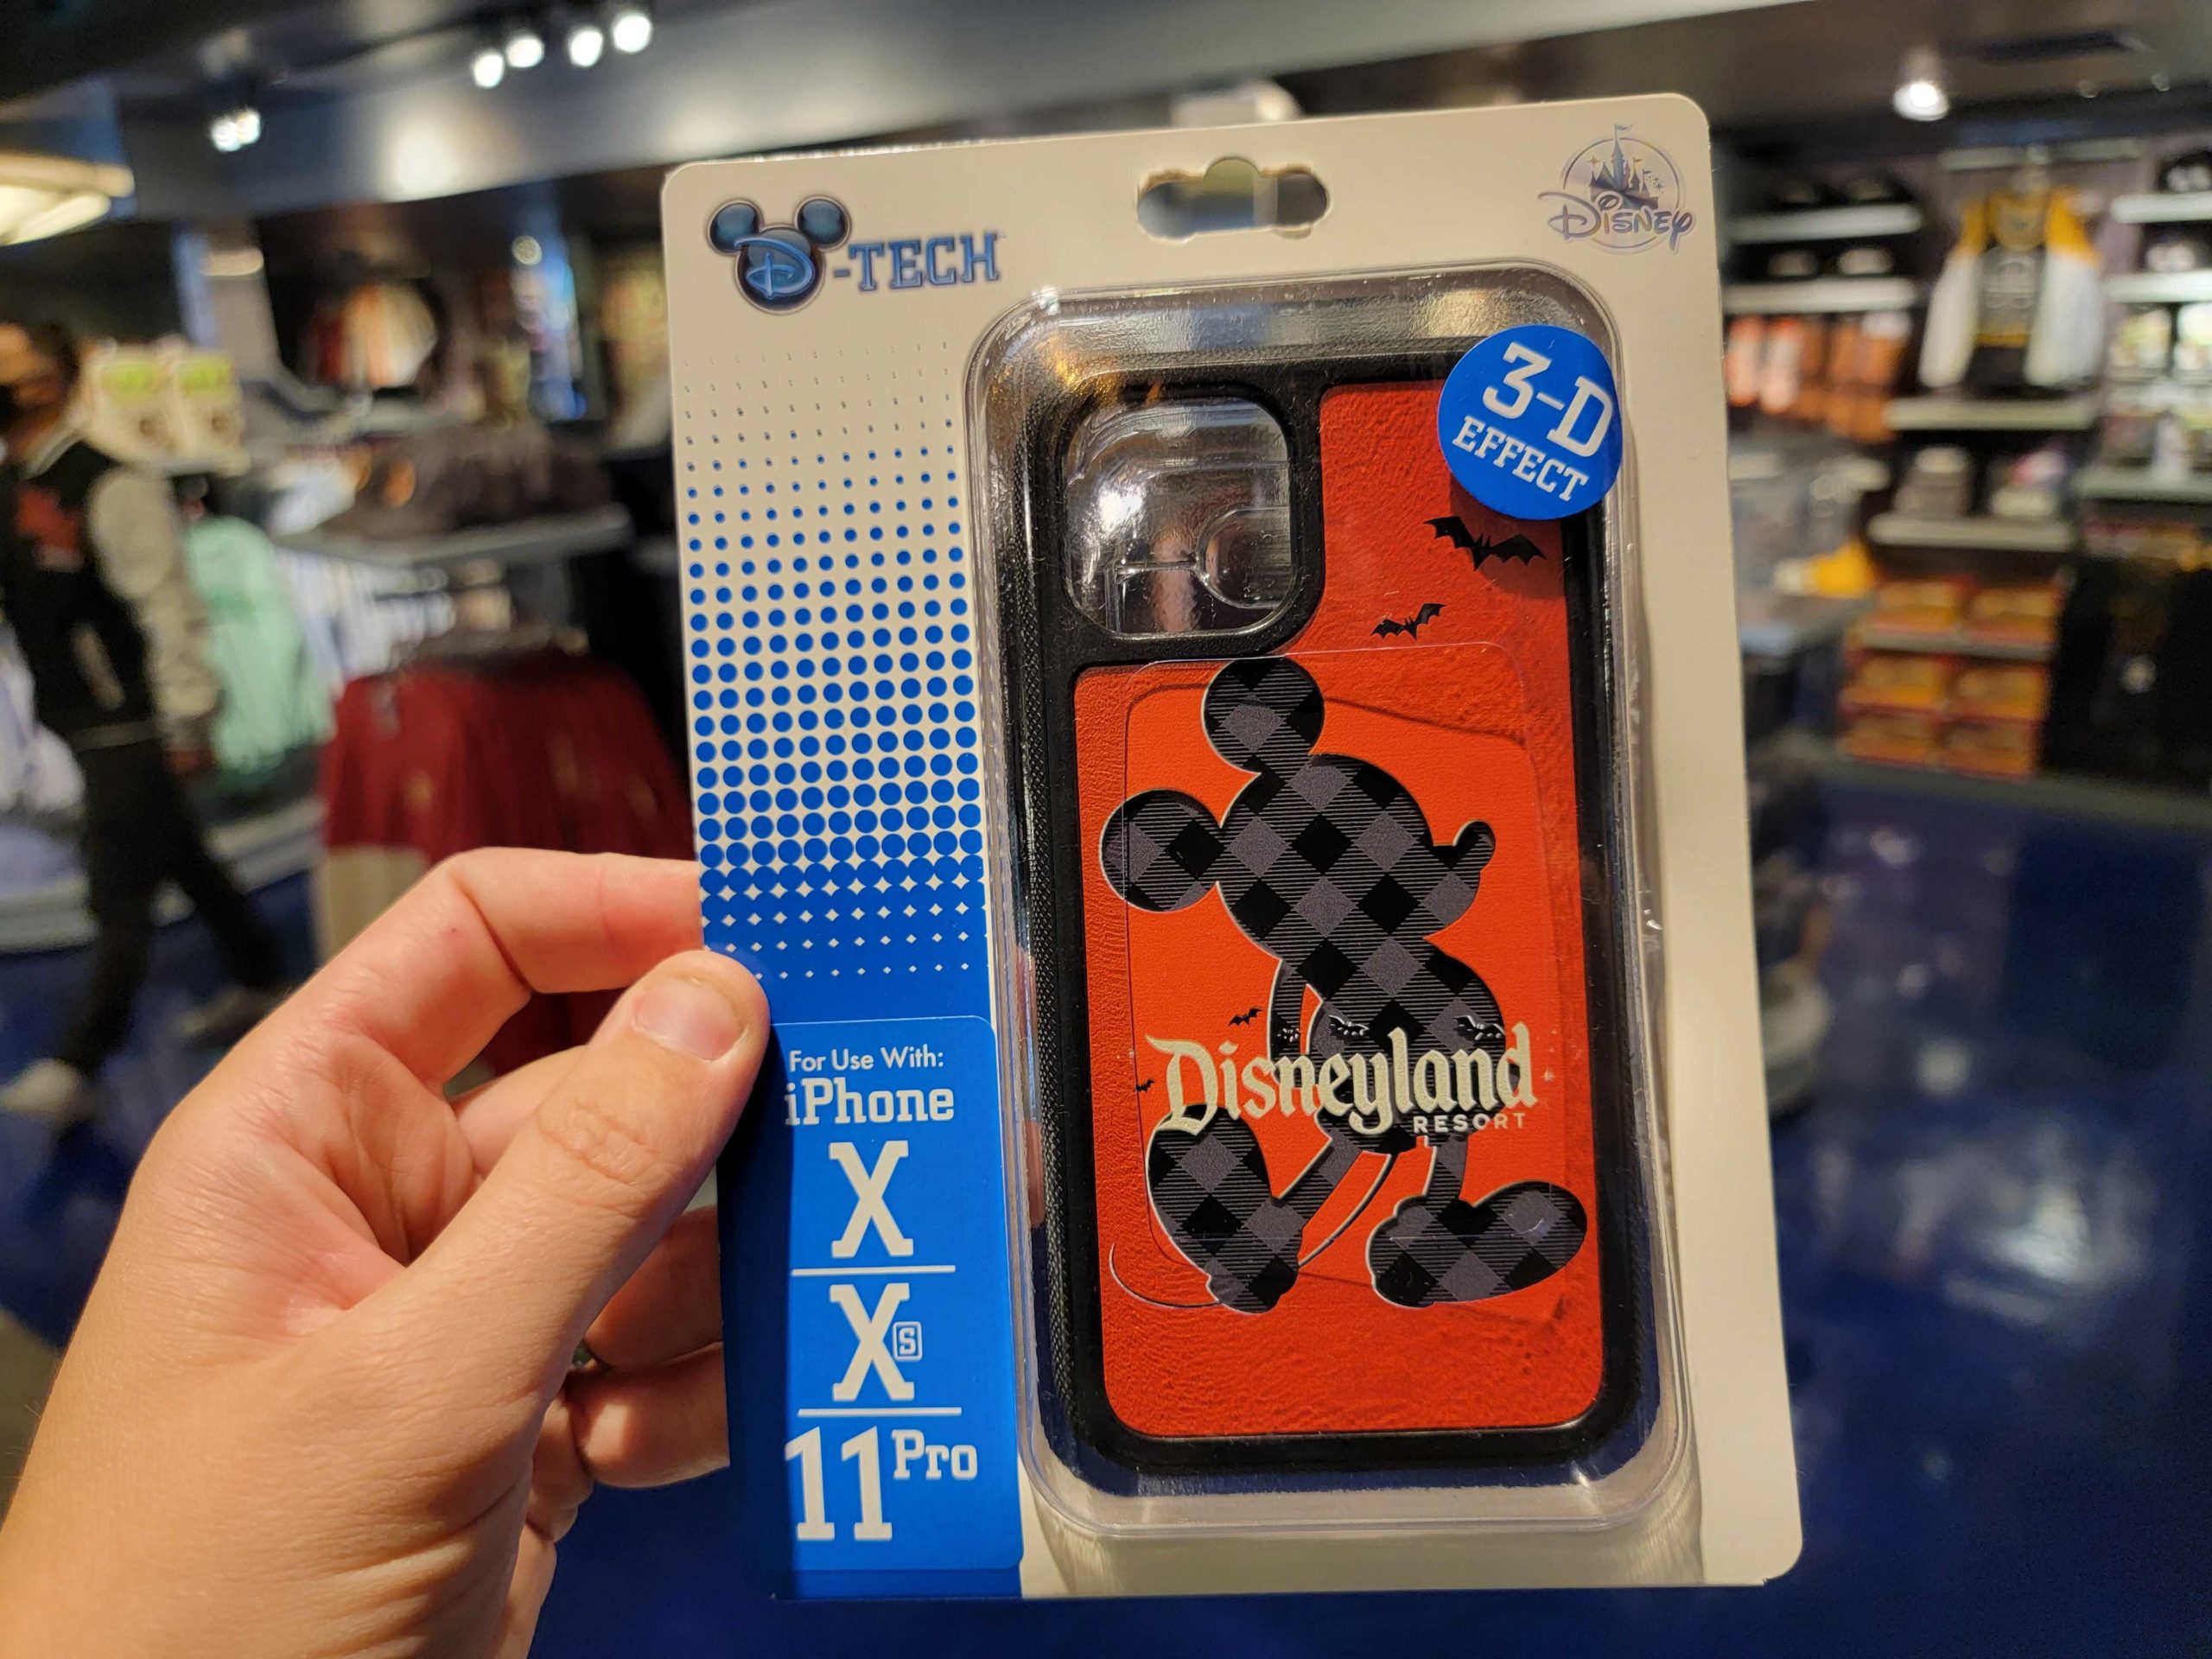 D-TECH
Disney
3-D
EFFECT
Disneyland
RESORT
For Use With:
iPhone
X
Xs
11 Pro